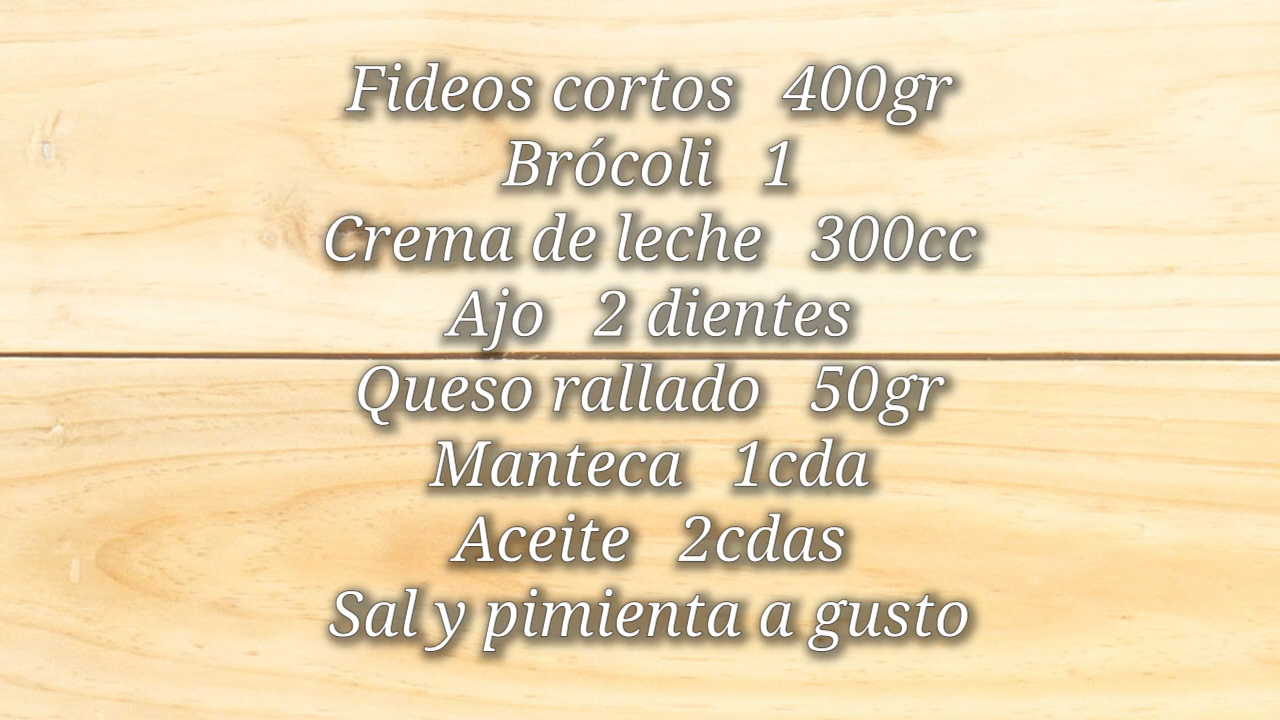 Fideos cortos 400gr
Brócoli 1
Crema de leche 300cc
Ajo 2 dientes
Queso rallado 50gr
Manteca 1cda
Aceite 2cdas
Sal y pimienta a gusto